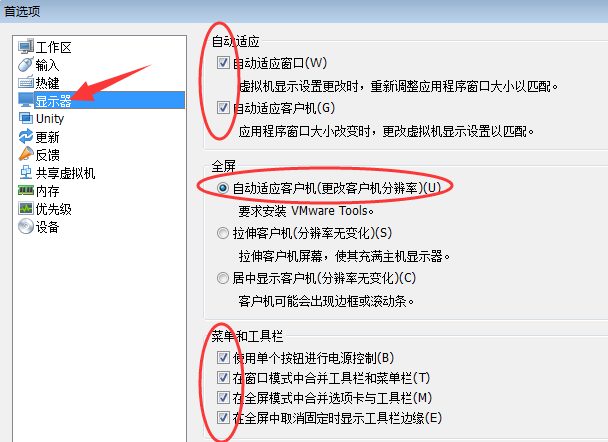 首选项
工作区
输入
热键
显示器
Unity
更新
反馈
共享虚拟机
内存
优先级
设备
自动适应
自动适应窗口(W)
虚拟机显示设置更改时，重新调整应用程序窗口大小以匹配。
自动适应客户机(G)
应用程序窗口大小改变时，更改虚拟机显示设置以匹配。
全屏
自动适应客户机(更改客户机分辨率)(U)
要求安装 VMware Tools。
拉伸客户机(分辨率无变化)(S)
拉伸客户机屏幕，使其充满主机显示器。
居中显示客户机(分辨率无变化)(C)
客户机可能会出现边框或滚动条。
菜单和工具栏
使用单个按钮进行电源控制(B)
在窗口模式中合并工具栏和菜单栏(T)
在全屏模式中合并选项卡与工具栏(M)
在全屏中取消固定时显示工具栏边缘(E)